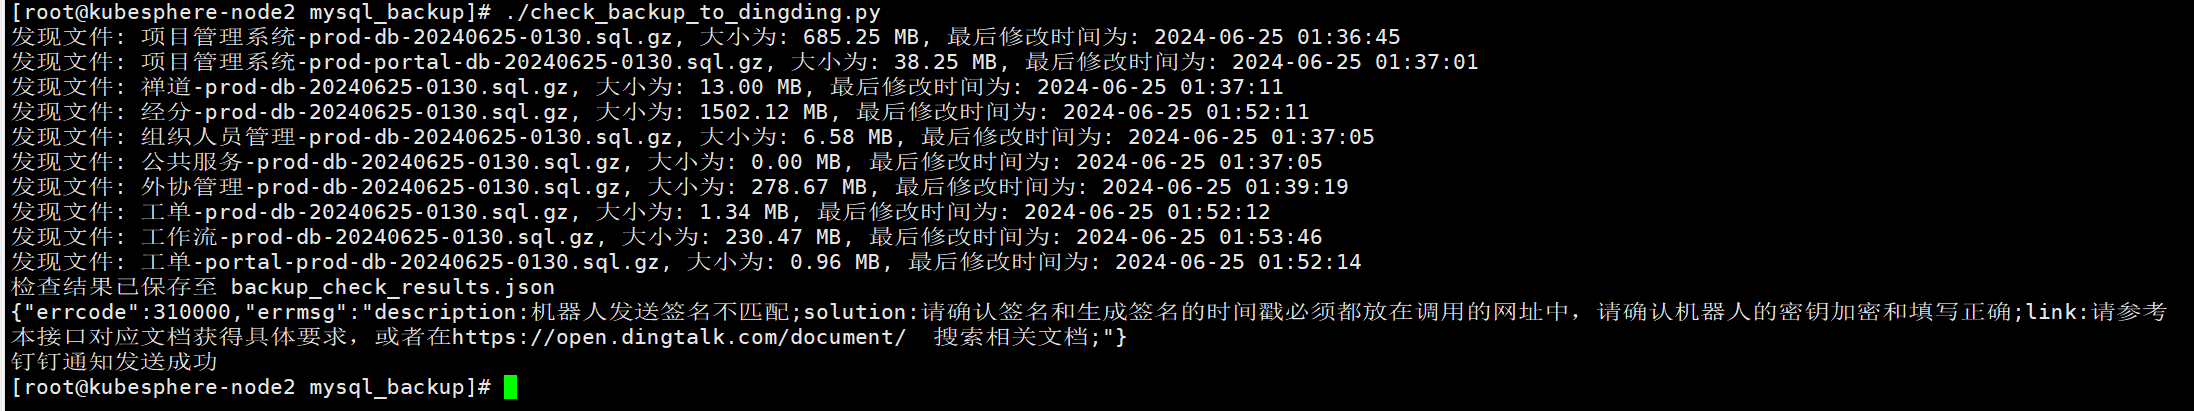 [root@kubesphere-node2 mysql_backup]# ./check_backup_to_dingding.py
发现文件: 项目管理系统-prod-db-20240625-0130.sql.gz, 大小为: 685.25 MB, 最后修改时间为: 2024-06-25 01:36:45
发现文件: 项目管理系统-prod-portal-db-20240625-0130.sql.gz, 大小为: 38.25 MB, 最后修改时间为: 2024-06-25 01:37:01
发现文件: 禅道-prod-db-20240625-0130.sql.gz, 大小为: 13.00 MB, 最后修改时间为: 2024-06-25 01:37:11
发现文件: 经分-prod-db-20240625-0130.sql.gz, 大小为: 1502.12 MB, 最后修改时间为: 2024-06-25 01:52:11
发现文件: 组织人员管理-prod-db-20240625-0130.sql.gz, 大小为: 6.58 MB, 最后修改时间为: 2024-06-25 01:37:05
发现文件: 公共服务-prod-db-20240625-0130.sql.gz, 大小为: 0.00 MB, 最后修改时间为: 2024-06-25 01:37:05
发现文件: 外协管理-prod-db-20240625-0130.sql.gz, 大小为: 278.67 MB, 最后修改时间为: 2024-06-25 01:39:19
发现文件: 工单-prod-db-20240625-0130.sql.gz, 大小为: 1.34 MB, 最后修改时间为: 2024-06-25 01:52:12
发现文件: 工作流-prod-db-20240625-0130.sql.gz, 大小为: 230.47 MB, 最后修改时间为: 2024-06-25 01:53:46
发现文件: 工单-portal-prod-db-20240625-0130.sql.gz, 大小为: 0.96 MB, 最后修改时间为: 2024-06-25 01:52:14
检查结果已保存至 backup_check_results.json
{"errcode":310000,"errmsg":"description:机器人发送签名不匹配;solution:请确认签名和生成签名的时间戳必须都放在调用的网址中，请确认机器人的密钥加密和填写正确;link:请参考
本接口对应文档获得具体要求，或者在https://open.dingtalk.com/document/  搜索相关文档;"}
钉钉通知发送成功
[root@kubesphere-node2 mysql_backup]#